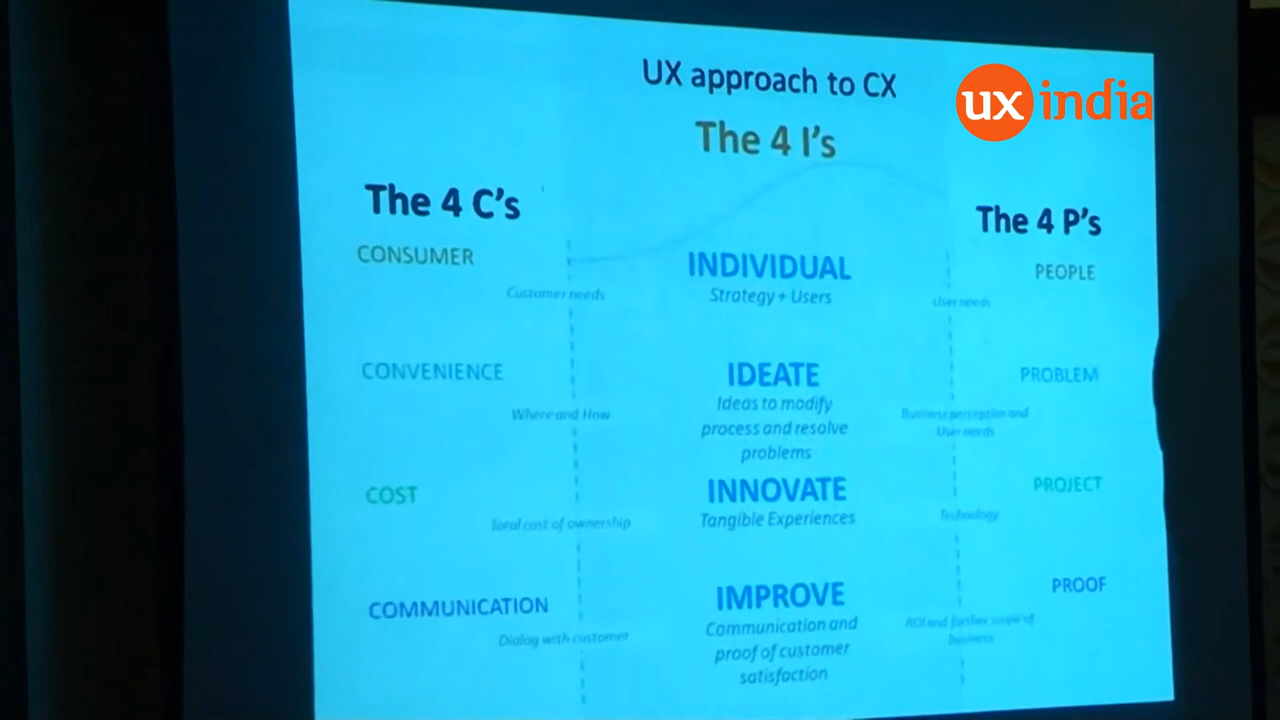 UX approach to CX
ux india
The 4 I's
The 4 C's
The 4 P's
CONSUMER
INDIVIDUAL
PEOPLE
Customer needs
Strategy + Users
User needs
CONVENIENCE
IDEATE
PROBLEM
Where and How
Ideas to modify
process and resolve
problems
Business perception and
User needs
COST
INNOVATE
PROJECT
Total cost of ownership
Tangible Experiences
Technology
COMMUNICATION
IMPROVE
PROOF
Dialog with customer
Communication and
proof of customer
satisfaction
ROI and further scope of
business